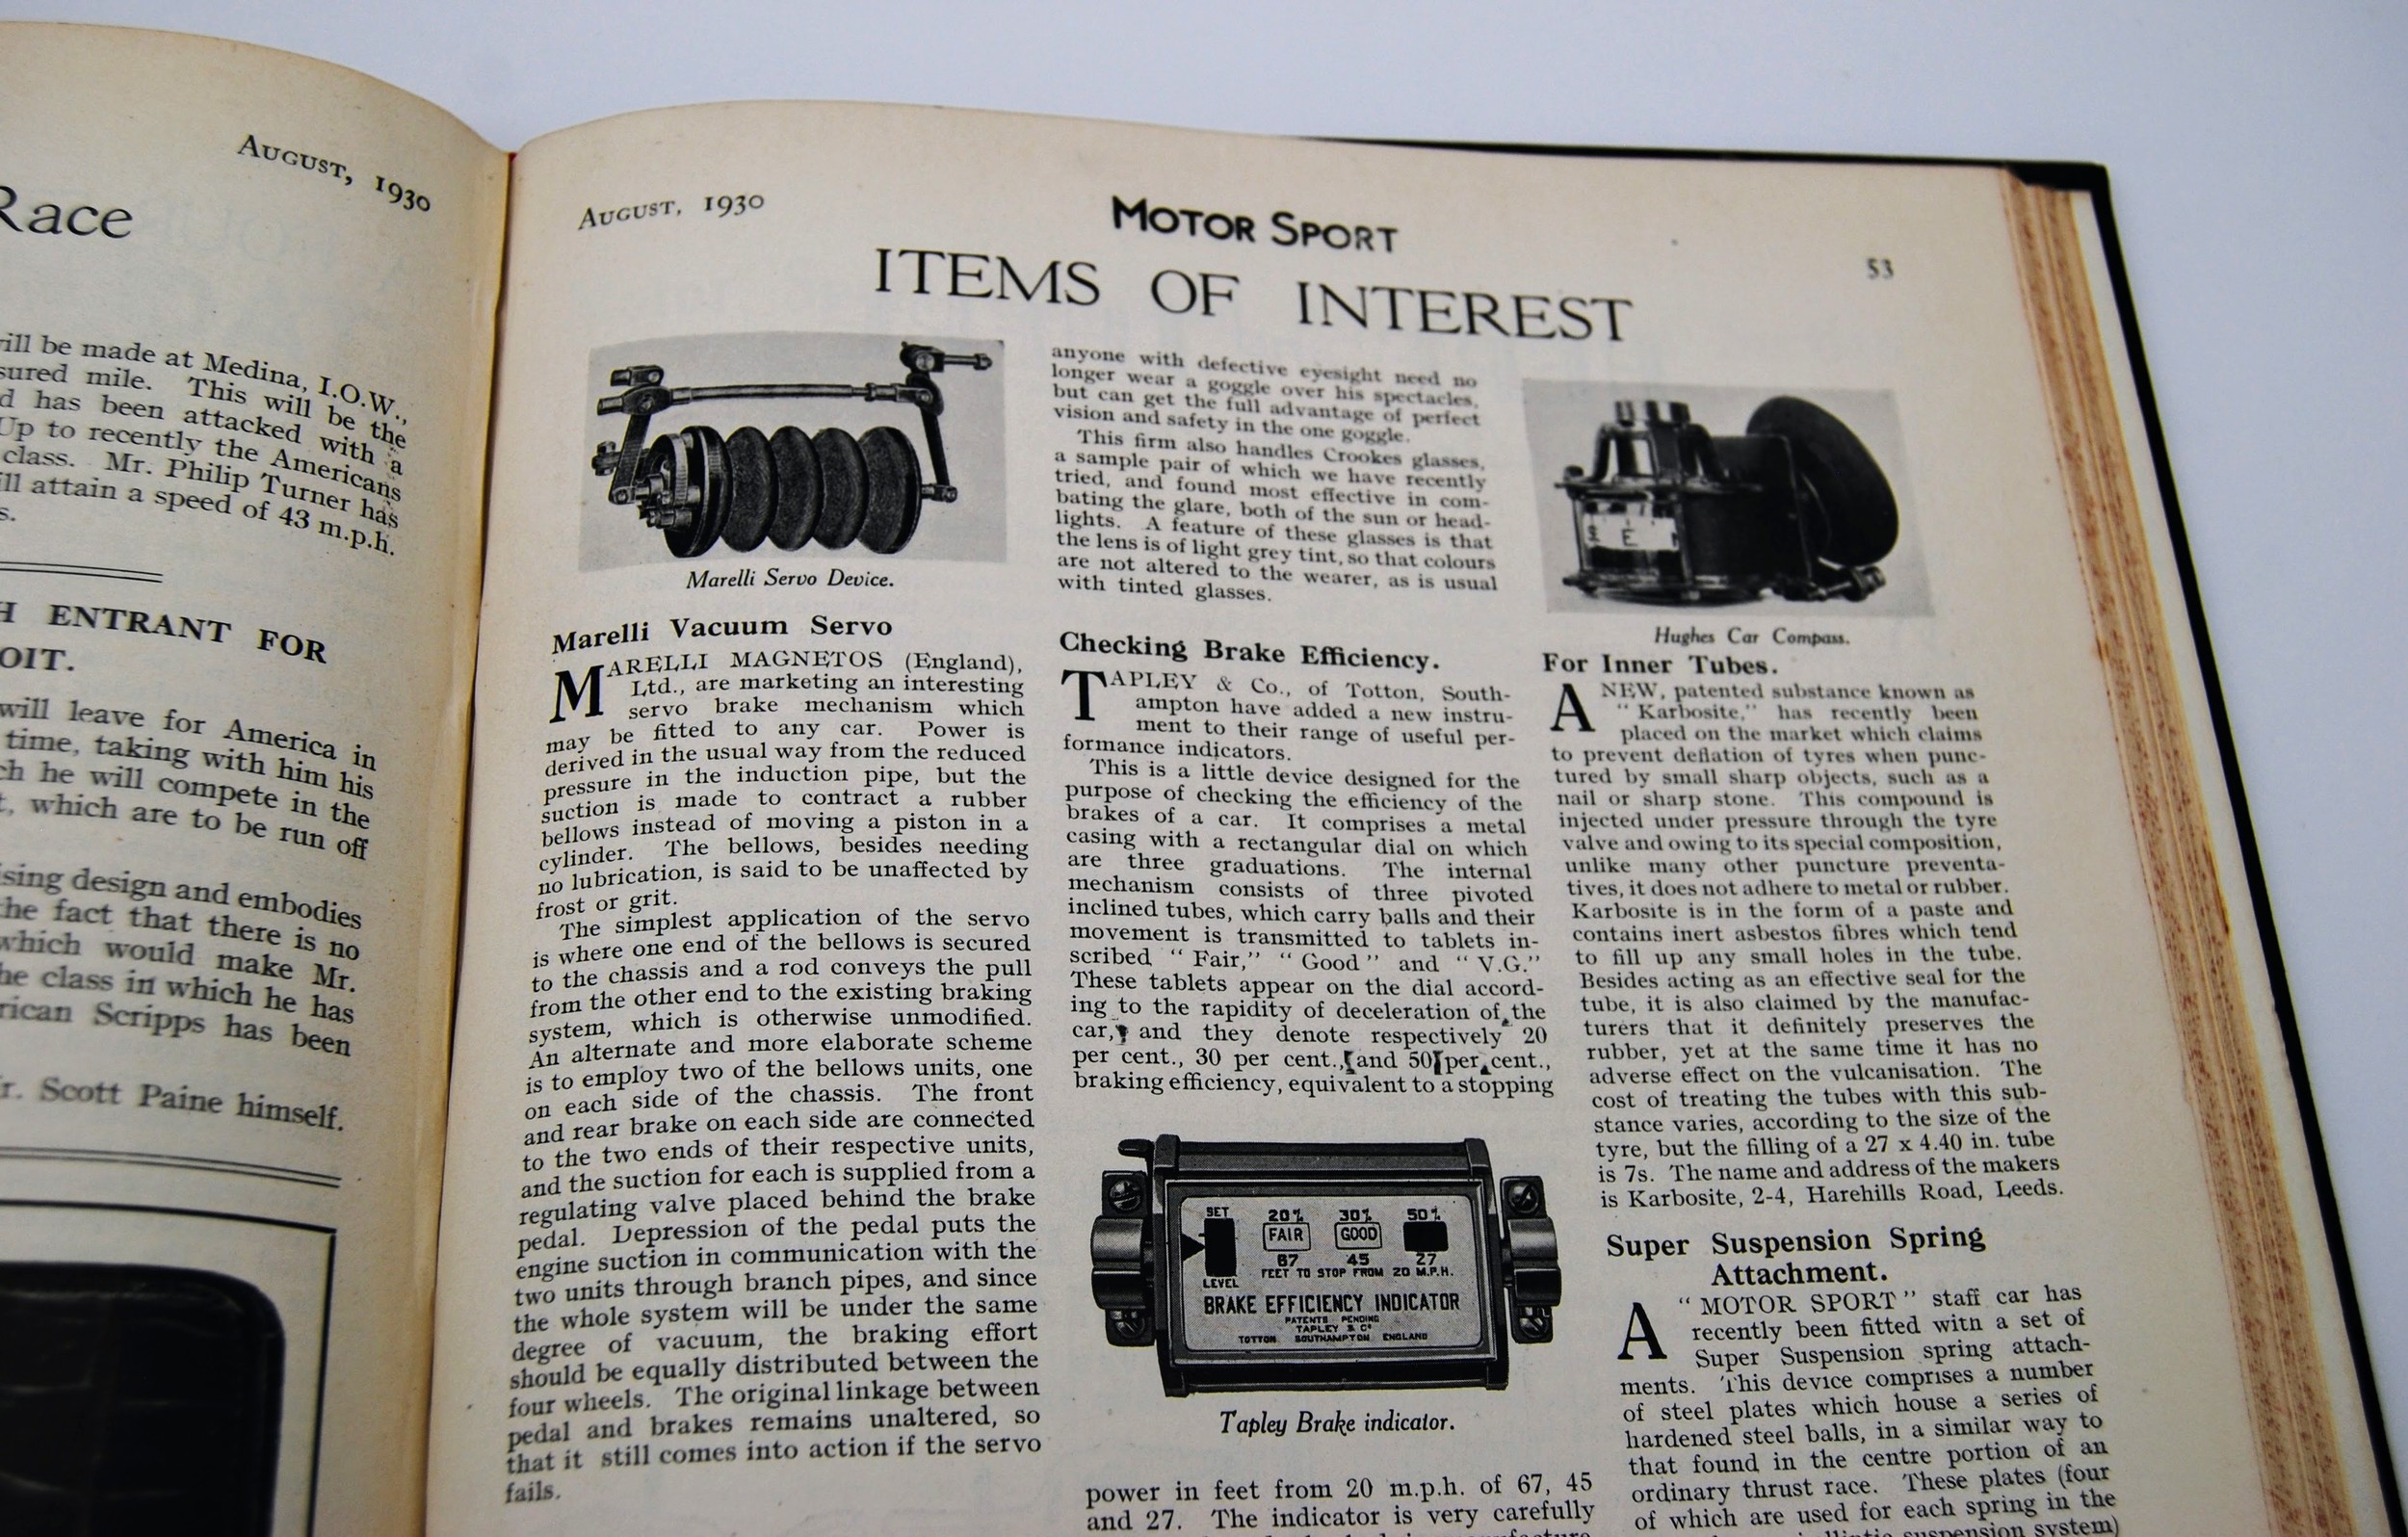 August, 1930
Race
will be made at Medina, I.O.W.,
sured mile. This will be the
d has been attacked with a
Up to recently the Americans
class. Mr. Philip Turner has
ill attain a speed of 43 m.p.h.
s.
H ENTRANT FOR
OIT.
will leave for America in
time, taking with him his
ch he will compete in the
t, which are to be run off
ising design and embodies
the fact that there is no
which would make Mr.
he class in which he has
rican Scripps has been
r. Scott Paine himself.
August, 1930
MOTOR SPORT
53
ITEMS OF INTEREST
Marelli Servo Device.
Marelli Vacuum Servo
MARELLI MAGNETOS (England),
Ltd., are marketing an interesting
servo brake mechanism which
may be fitted to any car. Power is
derived in the usual way from the reduced
pressure in the induction pipe, but the
suction is made to contract a rubber
bellows instead of moving a piston in a
cylinder. The bellows, besides needing
no lubrication, is said to be unaffected by
frost or grit.
The simplest application of the servo
is where one end of the bellows is secured
to the chassis and a rod conveys the pull
from the other end to the existing braking
system, which is otherwise unmodified.
An alternate and more elaborate scheme
is to employ two of the bellows units, one
on each side of the chassis. The front
and rear brake on each side are connected
to the two ends of their respective units,
and the suction for each is supplied from a
regulating valve placed behind the brake
pedal. Depression of the pedal puts the
engine suction in communication with the
two units through branch pipes, and since
the whole system will be under the same
degree of vacuum, the braking effort
should be equally distributed between the
four wheels. The original linkage between
pedal and brakes remains unaltered, so
that it still comes into action if the servo
fails.
anyone with defective eyesight need no
longer wear a goggle over his spectacles,
but can get the full advantage of perfect
vision and safety in the one goggle.
This firm also handles Crookes glasses,
a sample pair of which we have recently
tried, and found most effective in com-
bating the glare, both of the sun or head-
lights. A feature of these glasses is that
the lens is of light grey tint, so that colours
are not altered to the wearer, as is usual
with tinted glasses.
Checking Brake Efficiency.
TAPLEY & Co., of Totton, South-
ampton have added a new instru-
ment to their range of useful per-
formance indicators.
This is a little device designed for the
purpose of checking the efficiency of the
brakes of a car. It comprises a metal
casing with a rectangular dial on which
are three graduations. The internal
mechanism consists of three pivoted
inclined tubes, which carry balls and their
movement is transmitted to tablets in-
scribed " Fair," " Good " and " V.G."
These tablets appear on the dial accord-
ing to the rapidity of deceleration of the
car, and they denote respectively 20
per cent., 30 per cent., and 50 per cent.,
braking efficiency, equivalent to a stopping
SET 20% 30% 50%
FAIR GOOD
67 45 27
LEVEL FEET TO STOP FROM 20 M.P.H.
BRAKE EFFICIENCY INDICATOR
PATENTS PENDING
TAPLEY & Co
TOTTON SOUTHAMPTON ENGLAND
Tapley Brake indicator.
power in feet from 20 m.p.h. of 67, 45
and 27. The indicator is very carefully
E
Hughes Car Compass.
For Inner Tubes.
A NEW, patented substance known as
" Karbosite," has recently been
placed on the market which claims
to prevent deflation of tyres when punc-
tured by small sharp objects, such as a
nail or sharp stone. This compound is
injected under pressure through the tyre
valve and owing to its special composition,
unlike many other puncture preventa-
tives, it does not adhere to metal or rubber.
Karbosite is in the form of a paste and
contains inert asbestos fibres which tend
to fill up any small holes in the tube.
Besides acting as an effective seal for the
tube, it is also claimed by the manufac-
turers that it definitely preserves the
rubber, yet at the same time it has no
adverse effect on the vulcanisation. The
cost of treating the tubes with this sub-
stance varies, according to the size of the
tyre, but the filling of a 27 x 4.40 in. tube
is 7s. The name and address of the makers
is Karbosite, 2-4, Harehills Road, Leeds.
Super Suspension Spring
Attachment.
A " MOTOR SPORT " staff car has
recently been fitted with a set of
Super Suspension spring attach-
ments. This device comprises a number
of steel plates which house a series of
hardened steel balls, in a similar way to
that found in the centre portion of an
ordinary thrust race. These plates (four
of which are used for each spring in the
suspension system)